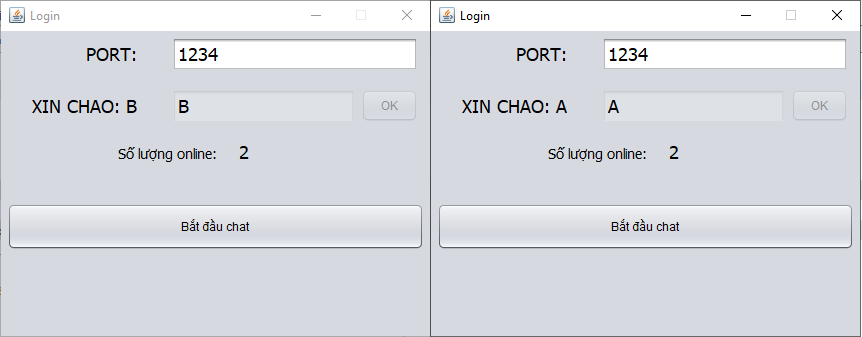 Login
PORT: 1234
XIN CHAO: B B OK
Số lượng online: 2
Bắt đầu chat
Login
PORT: 1234
XIN CHAO: A A OK
Số lượng online: 2
Bắt đầu chat